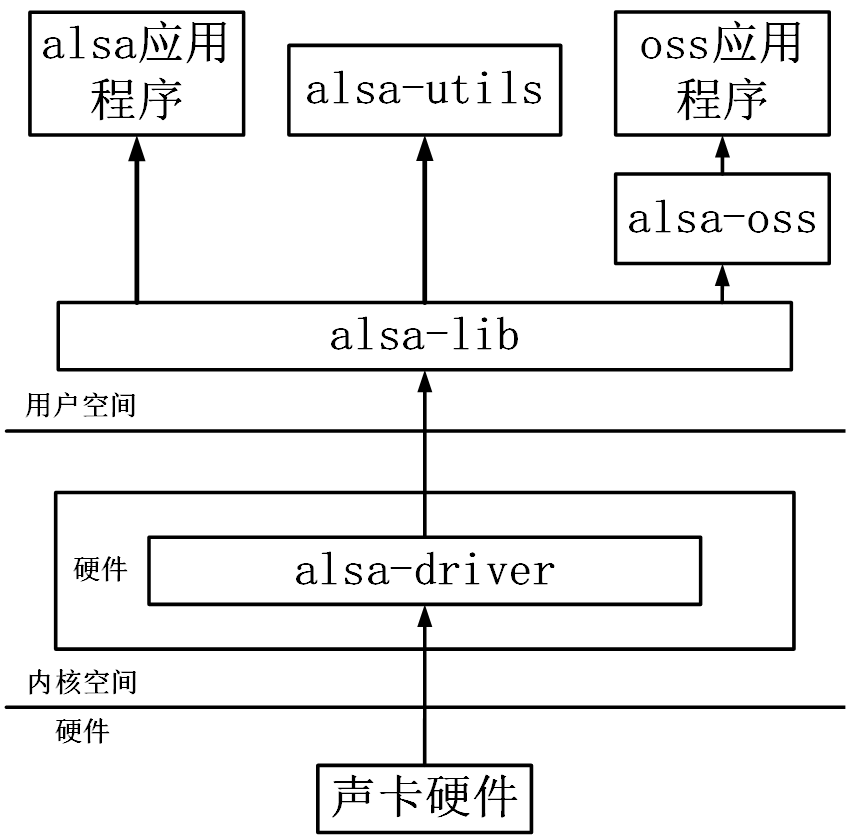 alsa应用
程序
alsa-utils
oss应用
程序
alsa-oss
alsa-lib
用户空间
硬件
alsa-driver
内核空间
硬件
声卡硬件